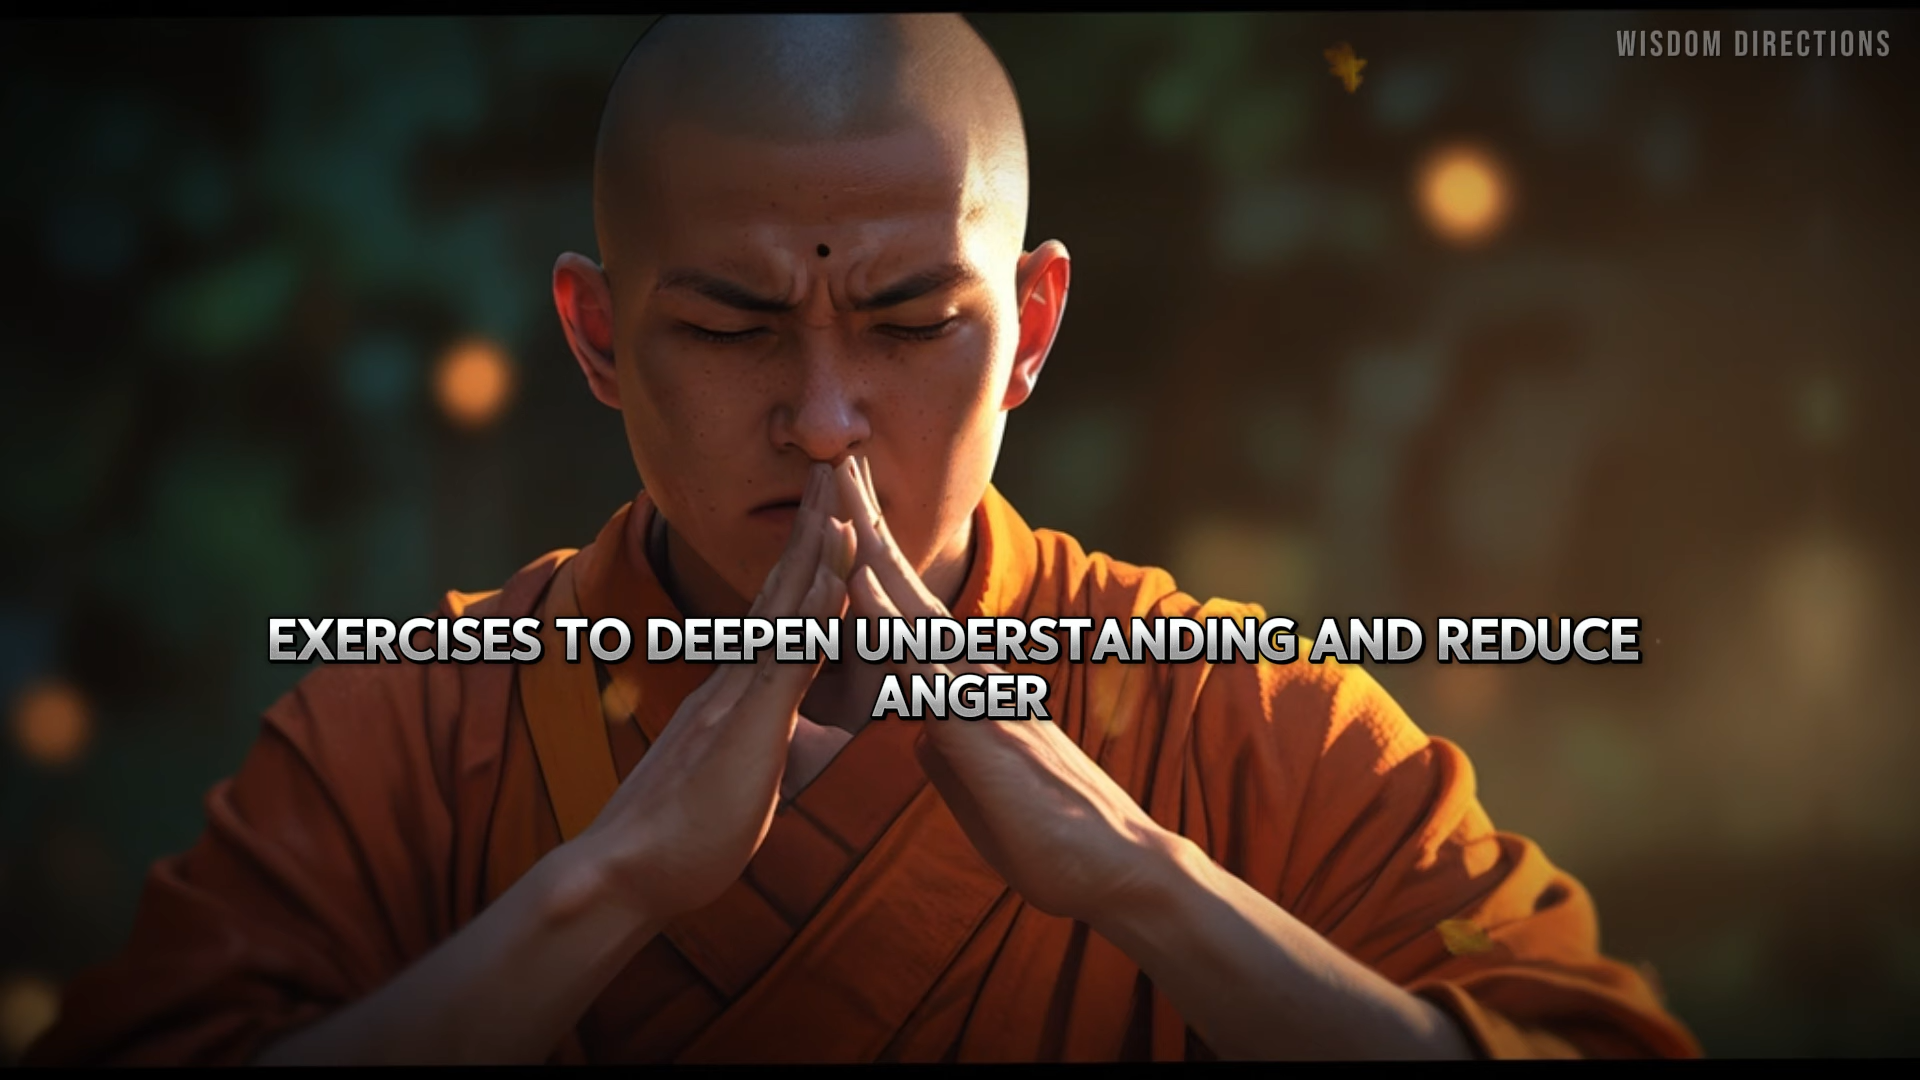 WISDOM DIRECTIONS
EXERCISES TO DEEPEN UNDERSTANDING AND REDUCE
ANGER